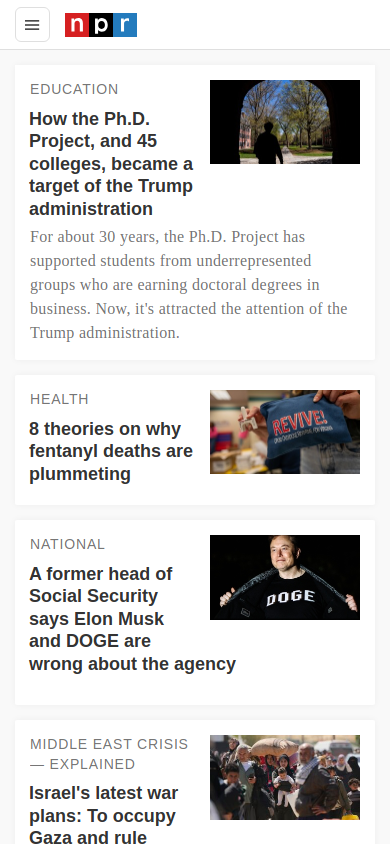 npr
EDUCATION
How the Ph.D.
Project, and 45
colleges, became a
target of the Trump
administration
For about 30 years, the Ph.D. Project has
supported students from underrepresented
groups who are earning doctoral degrees in
business. Now, it's attracted the attention of the
Trump administration.
HEALTH
8 theories on why
fentanyl deaths are
plummeting
REVIVE!
NATIONAL
A former head of
Social Security
says Elon Musk
and DOGE are
wrong about the agency
DOGE
MIDDLE EAST CRISIS
— EXPLAINED
Israel's latest war
plans: To occupy
Gaza and rule